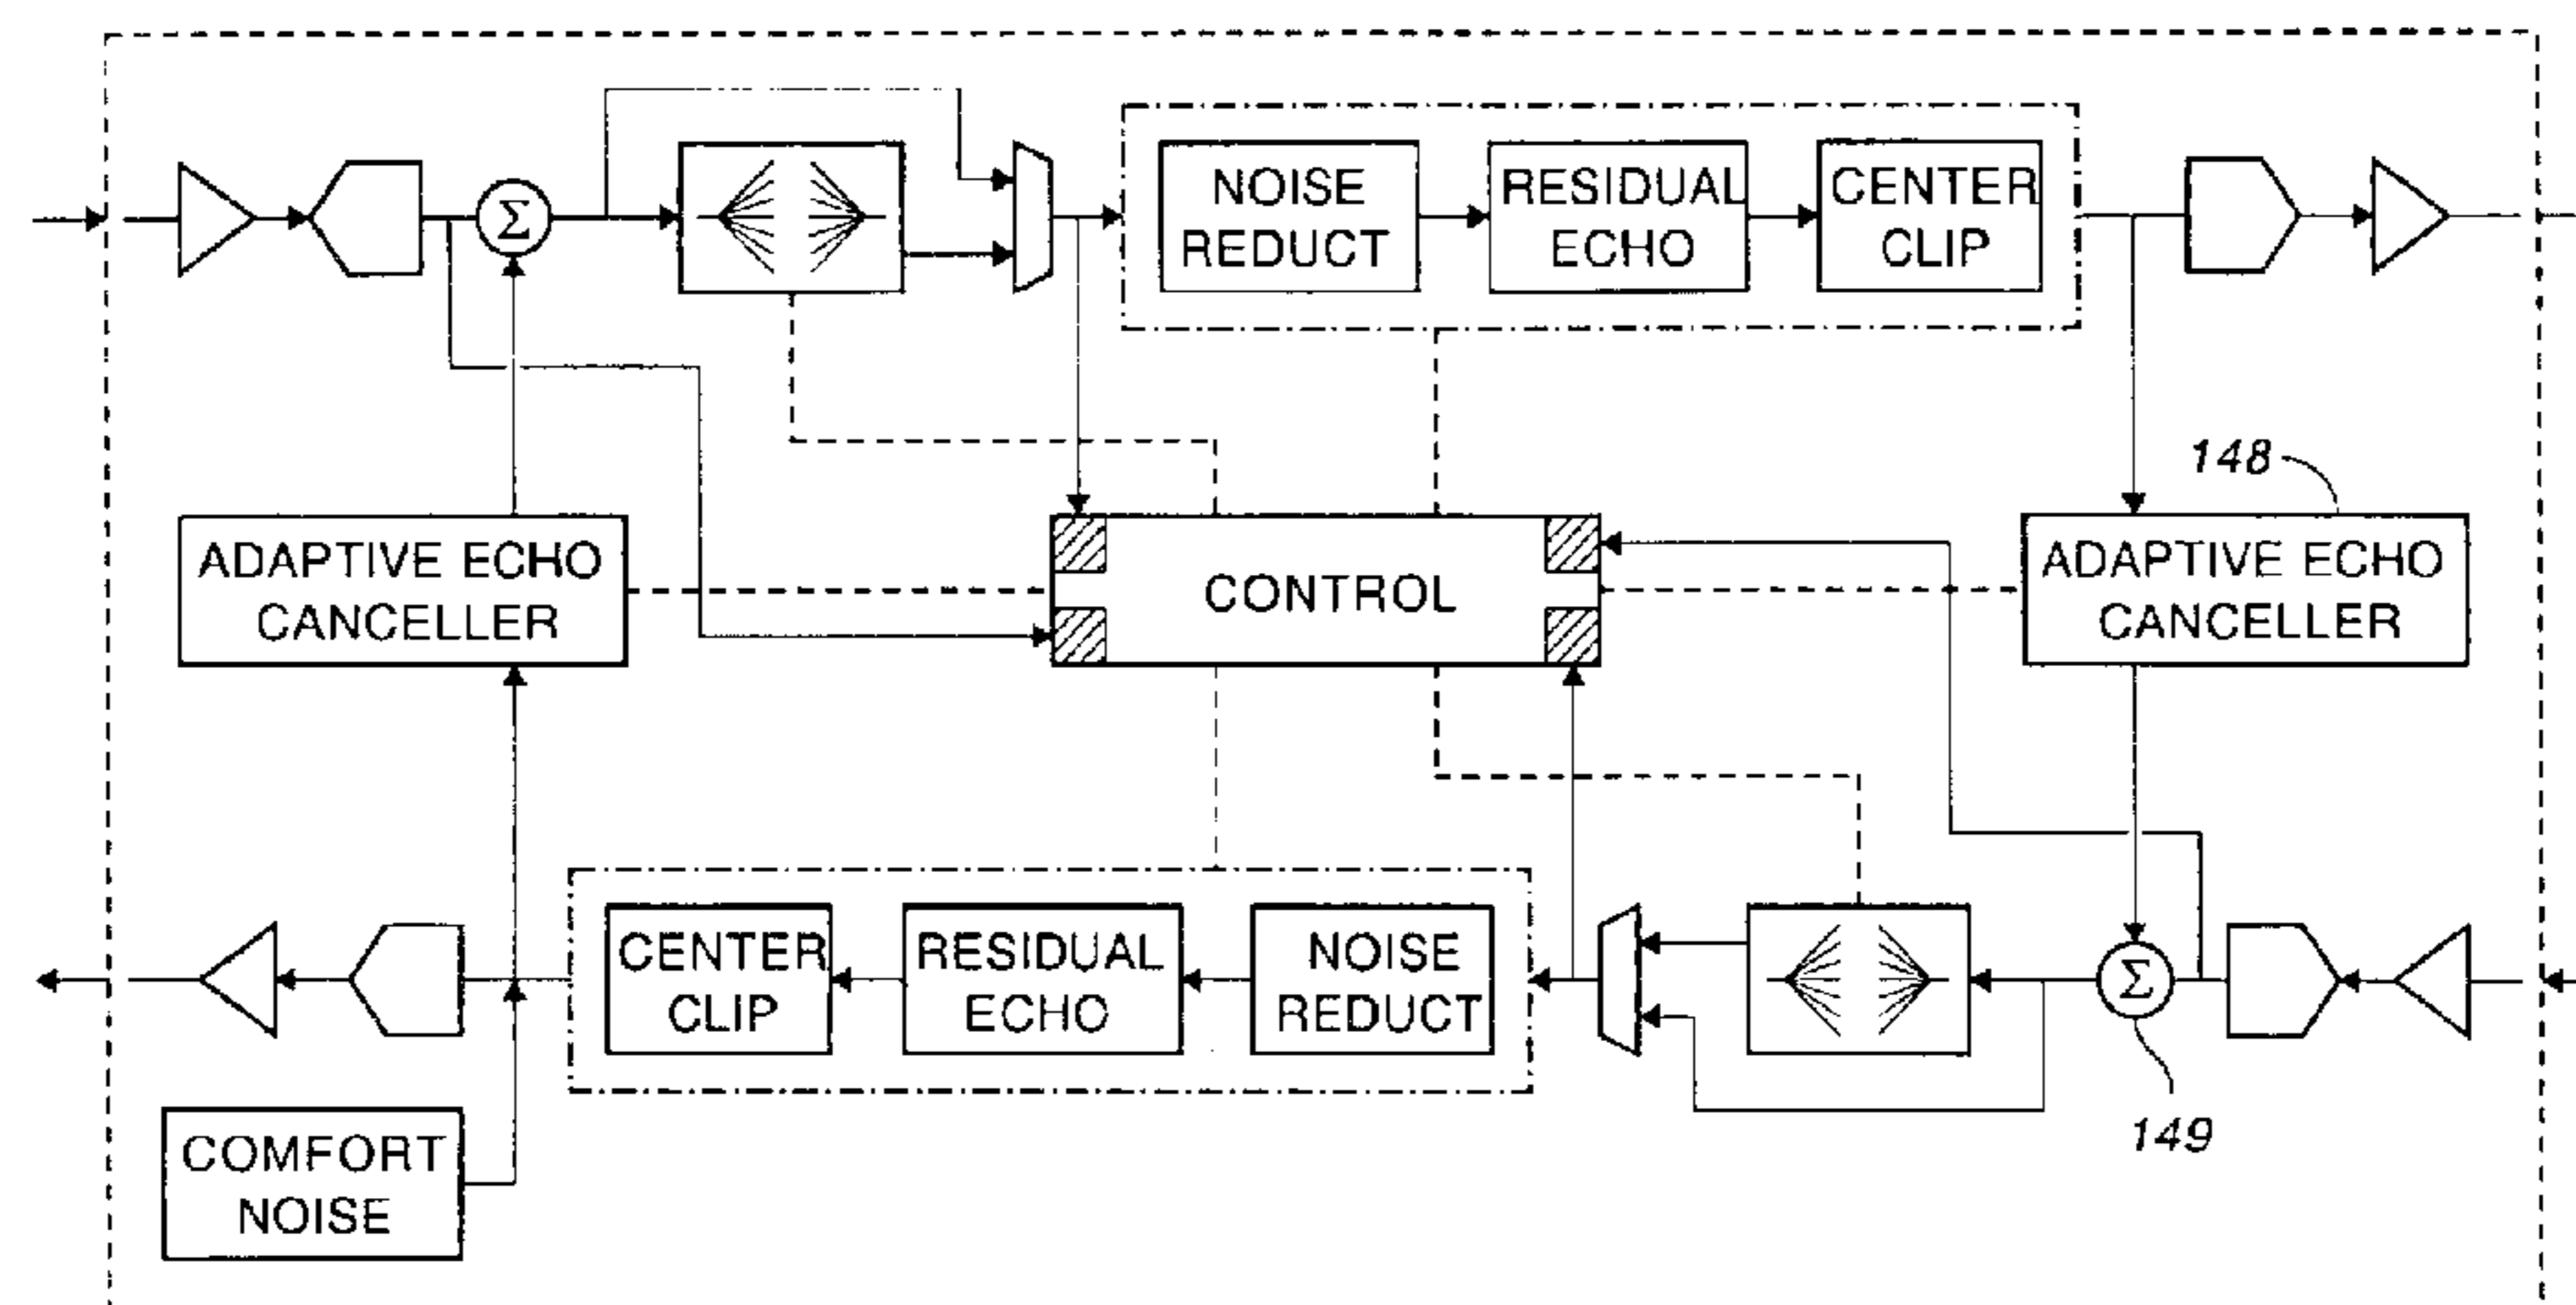 Σ
NOISE
REDUCT
RESIDUAL
ECHO
CENTER
CLIP
148
ADAPTIVE ECHO
CANCELLER
CONTROL
ADAPTIVE ECHO
CANCELLER
CENTER
CLIP
RESIDUAL
ECHO
NOISE
REDUCT
Σ
149
COMFORT
NOISE